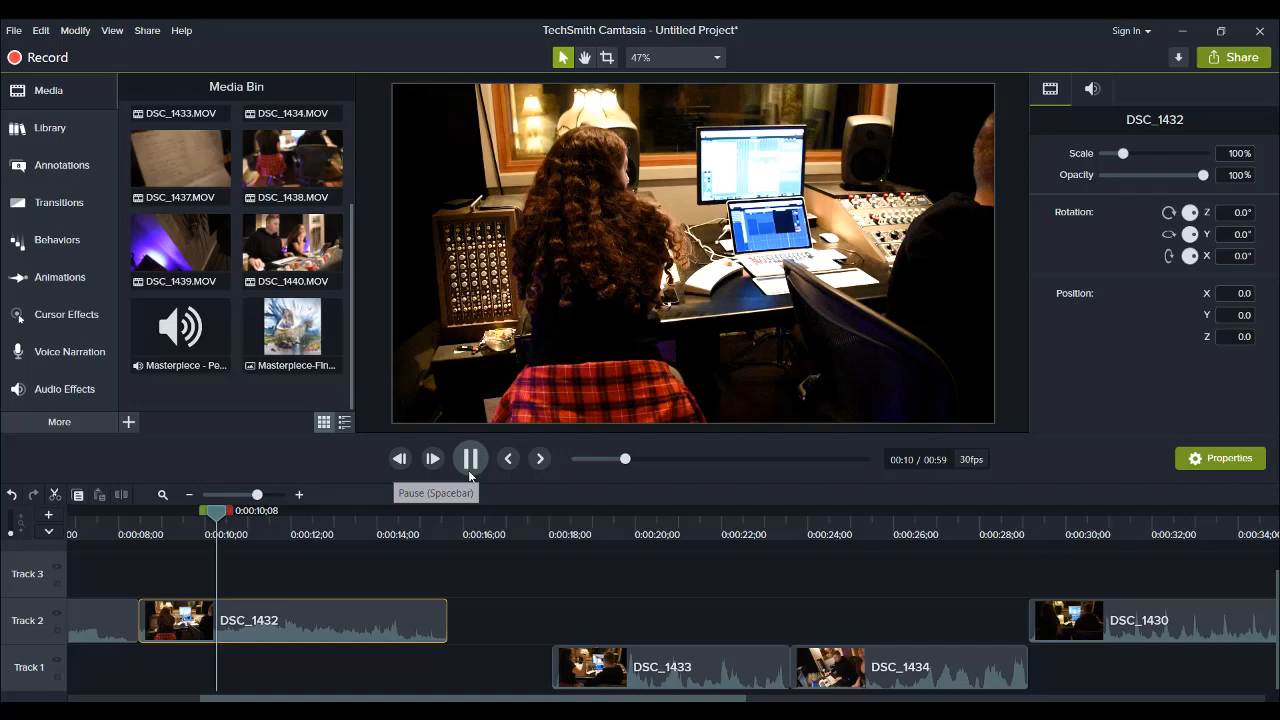 File Edit Modify View Share Help
TechSmith Camtasia - Untitled Project*
Sign In
Record
47%
Share
Media
Library
Annotations
Transitions
Behaviors
Animations
Cursor Effects
Voice Narration
Audio Effects
More
Media Bin
DSC_1433.MOV DSC_1434.MOV
DSC_1437.MOV DSC_1438.MOV
DSC_1439.MOV DSC_1440.MOV
Masterpiece - Pe... Masterpiece-Fin...
DSC_1432
Scale 100%
Opacity 100%
Rotation: Z 0.0°
Y 0.0°
X 0.0°
Position: X 0.0
Y 0.0
Z 0.0
00:10 / 00:59 30fps
Properties
Pause (Spacebar)
0:00:10;08
00 0:00:08;00 0:00:10;00 0:00:12;00 0:00:14;00 0:00:16;00 0:00:18;00 0:00:20;00 0:00:22;00 0:00:24;00 0:00:26;00 0:00:28;00 0:00:30;00 0:00:32;00 0:00:34;0
Track 3
Track 2 DSC_1432 DSC_1430
Track 1 DSC_1433 DSC_1434